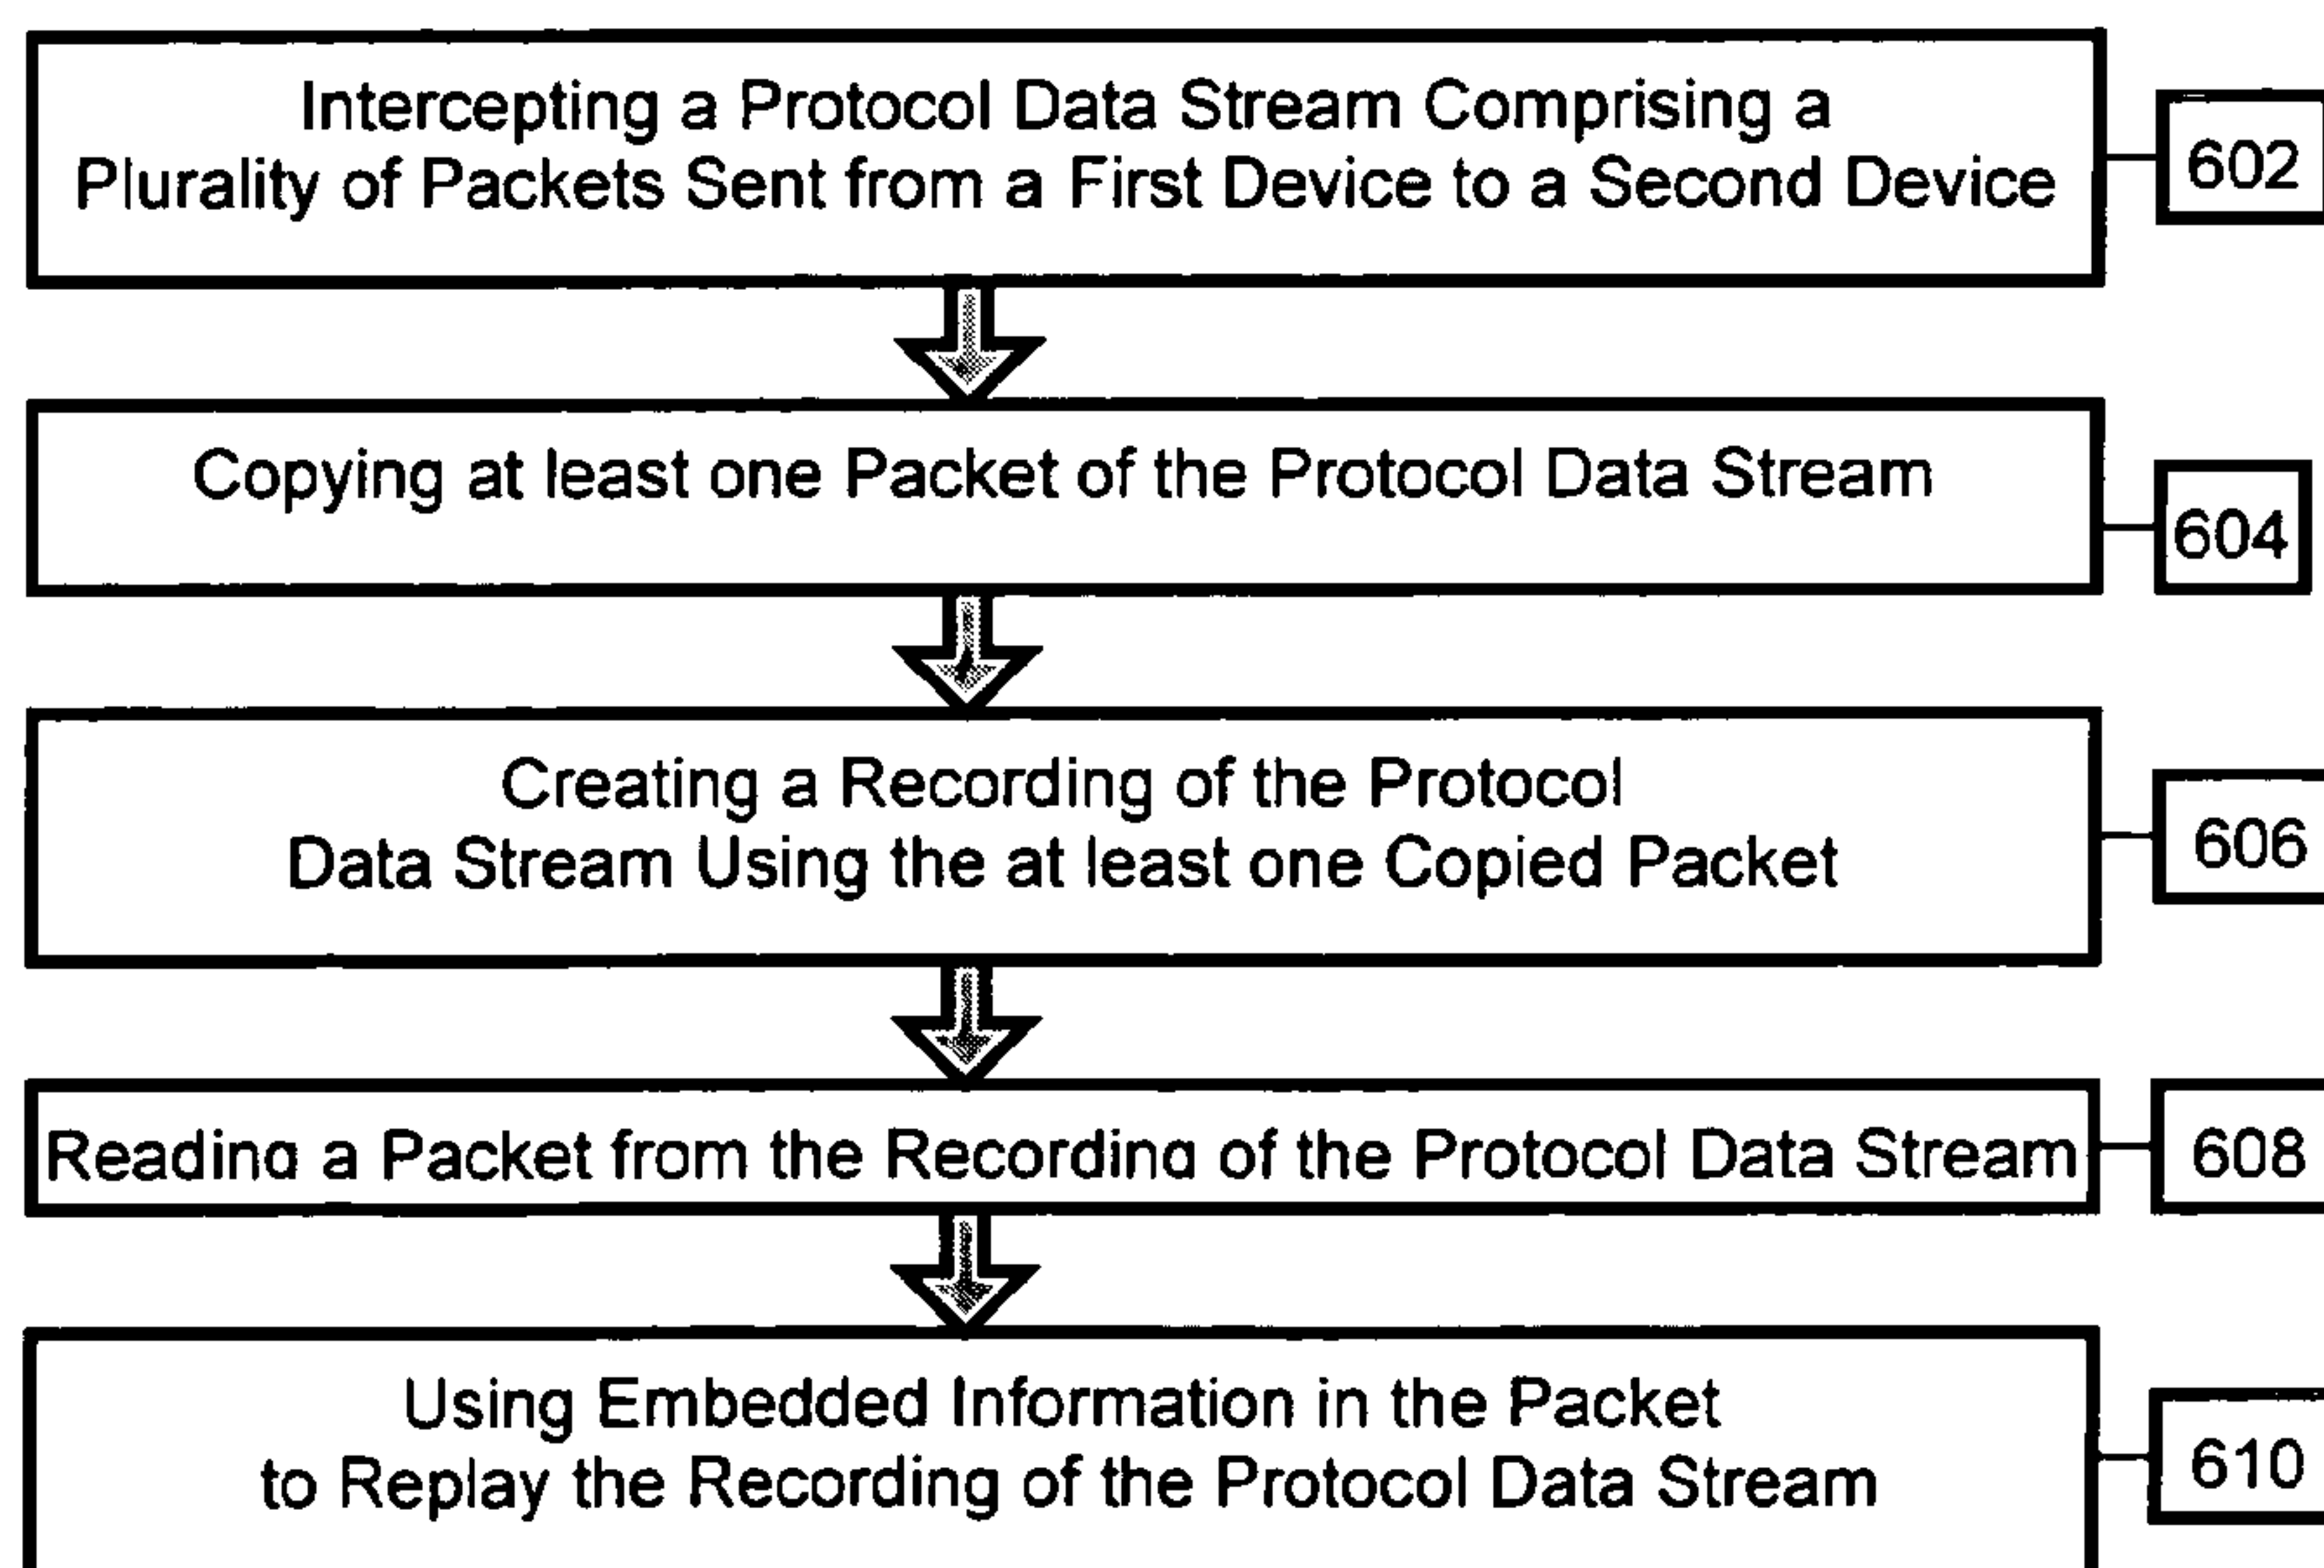 Intercepting a Protocol Data Stream Comprising a
Plurality of Packets Sent from a First Device to a Second Device
602
Copying at least one Packet of the Protocol Data Stream
604
Creating a Recording of the Protocol
Data Stream Using the at least one Copied Packet
606
Reading a Packet from the Recording of the Protocol Data Stream
608
Using Embedded Information in the Packet
to Replay the Recording of the Protocol Data Stream
610